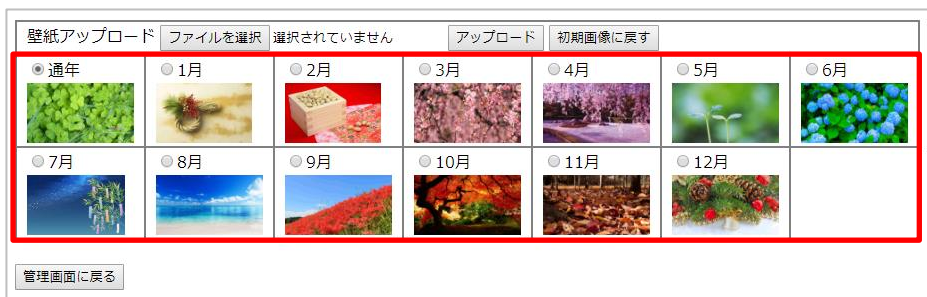 壁紙アップロード ファイルを選択 選択されていません アップロード 初期画像に戻す
通年 1月 2月 3月 4月 5月 6月
7月 8月 9月 10月 11月 12月
管理画面に戻る